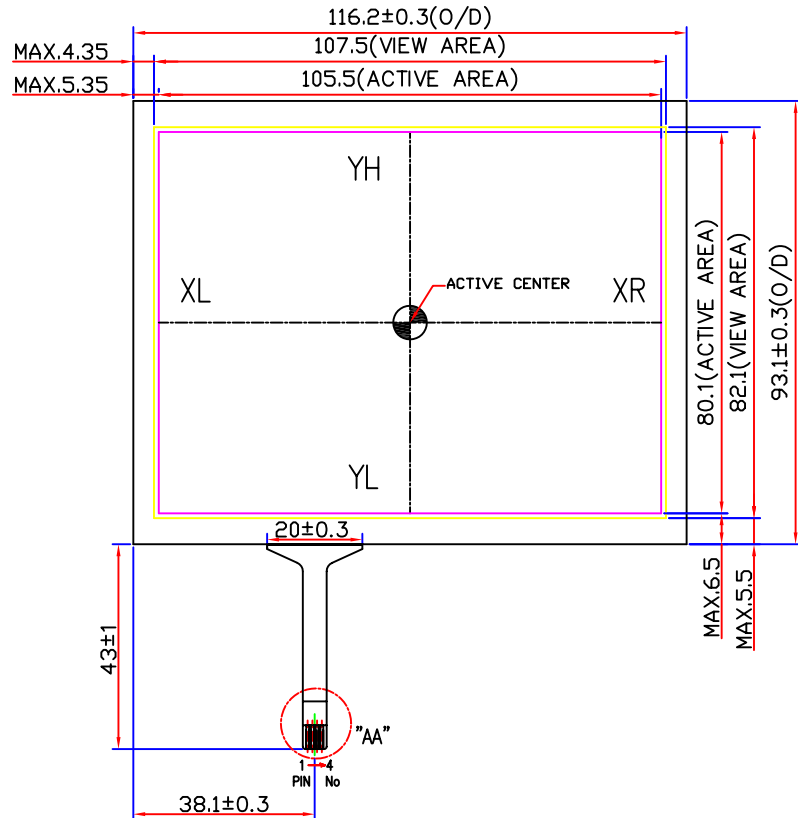 116.2±0.3(O/D)
MAX.4.35
107.5(VIEW AREA)
MAX.5.35
105.5(ACTIVE AREA)
YH
XL
ACTIVE CENTER
XR
YL
80.1(ACTIVE AREA)
82.1(VIEW AREA)
93.1±0.3(O/D)
20±0.3
MAX.6.5
MAX.5.5
43±1
"AA"
1 4
PIN No
38.1±0.3